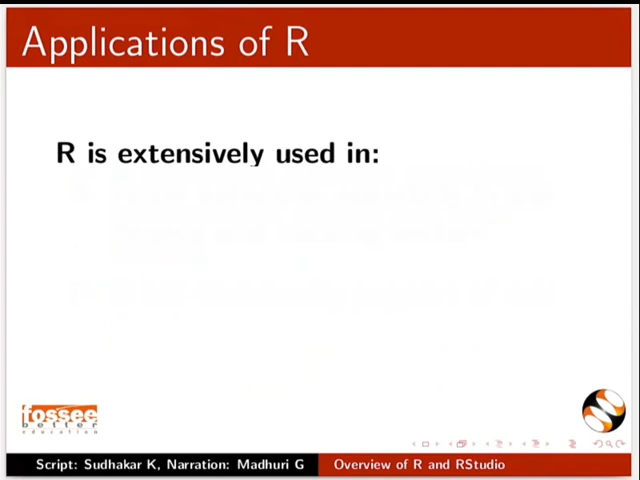 Applications of R
R is extensively used in:
fossee
better
education
Script: Sudhakar K, Narration: Madhuri G
Overview of R and RStudio